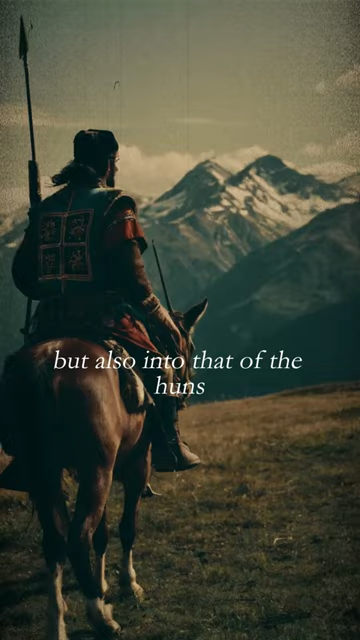 but also into that of the
huns